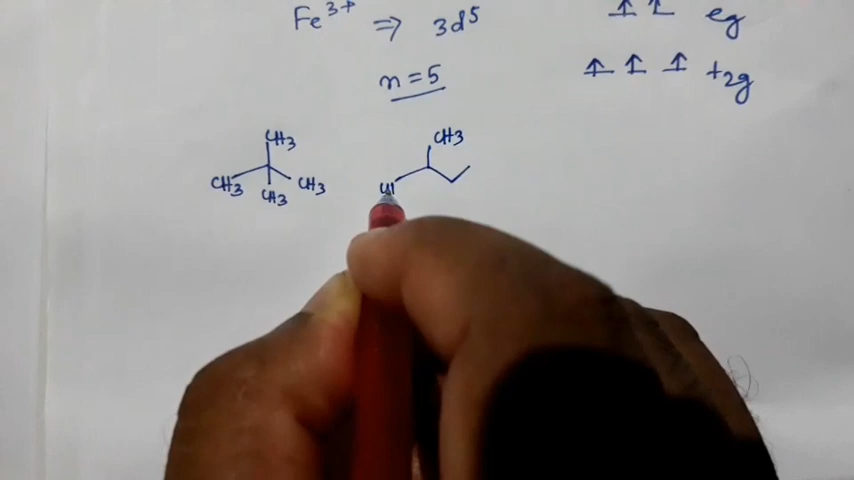 Fe³⁺ ⇒ 3d⁵ ↑ ↑ eg
n=5 ↑ ↑ ↑ t₂g
CH3 CH3
CH3 CH3
CH3